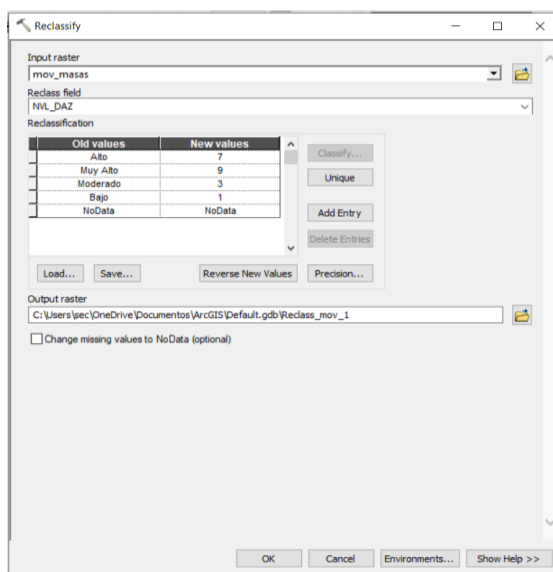 Reclassify
Input raster
mov_masas
Reclass field
NVL_DAZ
Reclassification
Old values New values
Alto 7
Muy Alto 9
Moderado 3
Bajo 1
NoData NoData
Classify...
Unique
Add Entry
Delete Entries
Load... Save... Reverse New Values Precision...
Output raster
C:\Users\sec\OneDrive\Documentos\ArcGIS\Default.gdb\Reclass_mov_1
Change missing values to NoData (optional)
OK Cancel Environments... Show Help >>